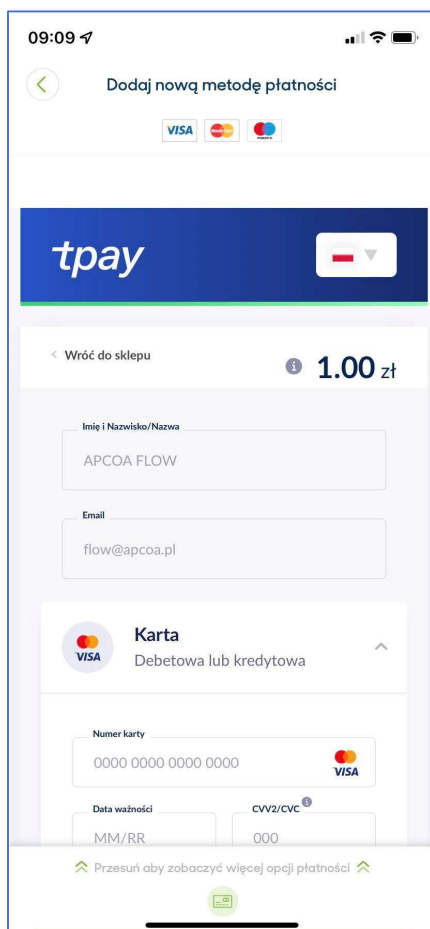 09:09
Dodaj nową metodę płatności
VISA MasterCard maestro
tpay
Wróć do sklepu
1.00 zł
Imię i Nazwisko/Nazwa
APCOA FLOW
Email
flow@apcoa.pl
Karta
VISA
Debetowa lub kredytowa
Numer karty
0000 0000 0000 0000
VISA
Data ważności CVV2/CVC
MM/RR 000
Przesuń aby zobaczyć więcej opcji płatności